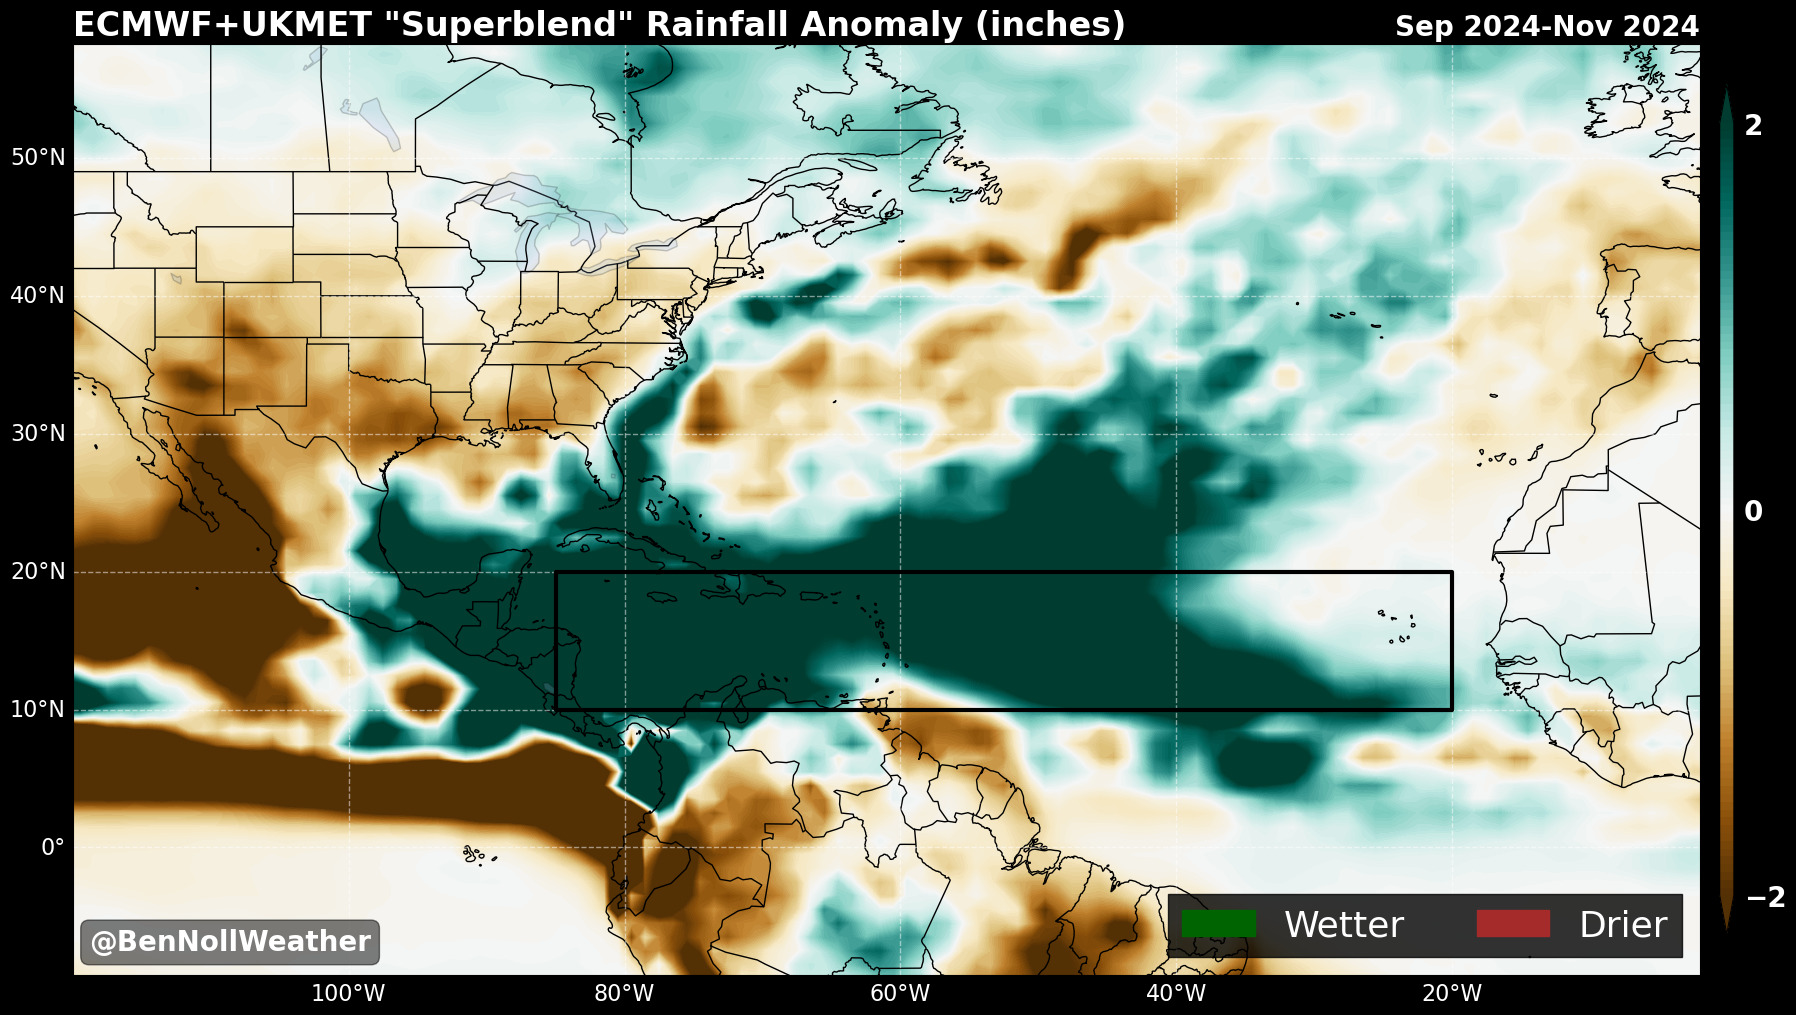 ECMWF+UKMET "Superblend" Rainfall Anomaly (inches)
Sep 2024-Nov 2024
50°N
40°N
30°N
20°N
10°N
0°
100°W
80°W
60°W
40°W
20°W
2
0
−2
Wetter
Drier
@BenNollWeather